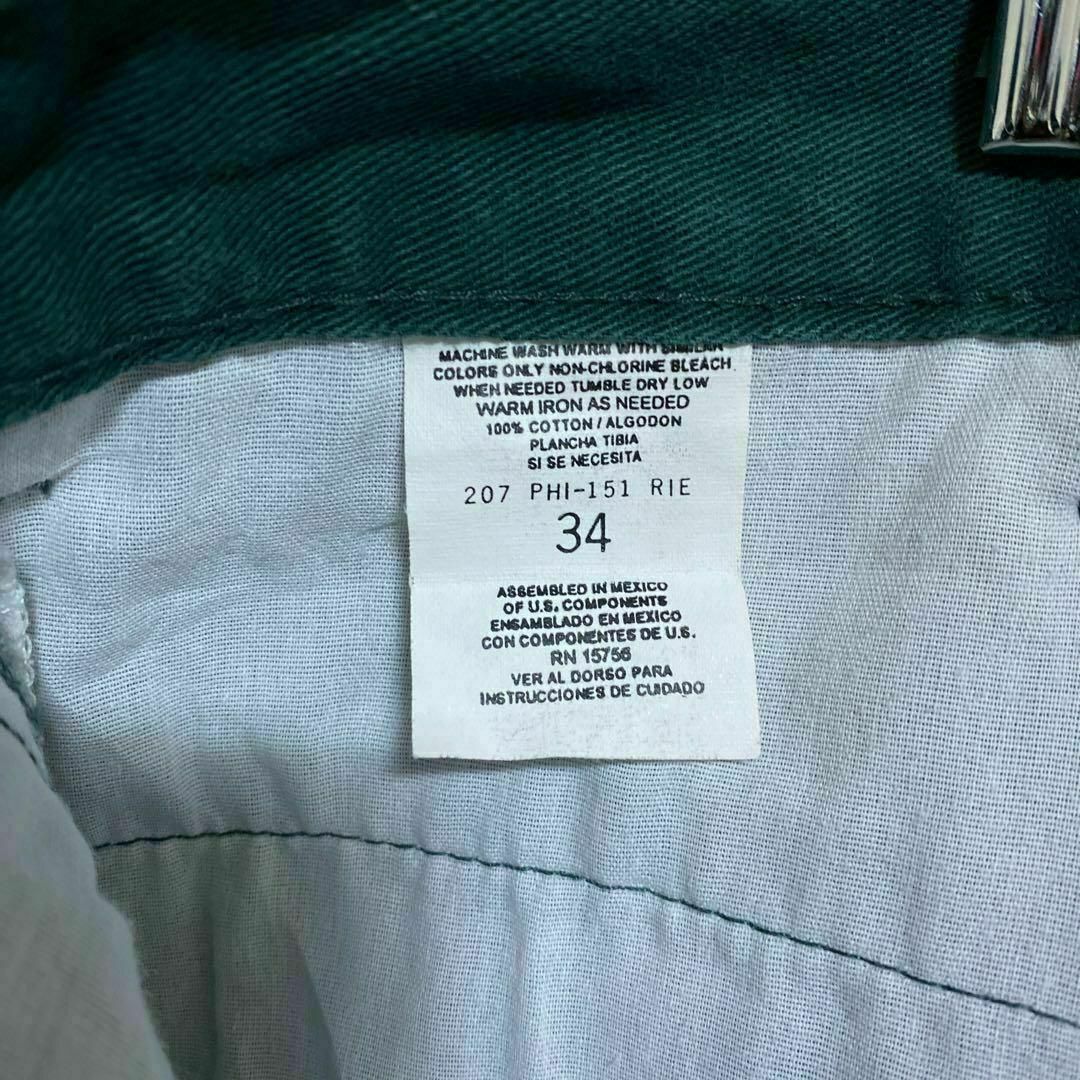 MACHINE WASH WARM WITH SIMILAR
COLORS ONLY NON-CHLORINE BLEACH
WHEN NEEDED TUMBLE DRY LOW
WARM IRON AS NEEDED
100% COTTON / ALGODON
PLANCHA TIBIA
SI SE NECESITA
207 PHI-151 RIE
34
ASSEMBLED IN MEXICO
OF U.S. COMPONENTS
ENSAMBLADO EN MEXICO
CON COMPONENTES DE U.S.
RN 15756
VER AL DORSO PARA
INSTRUCCIONES DE CUIDADO